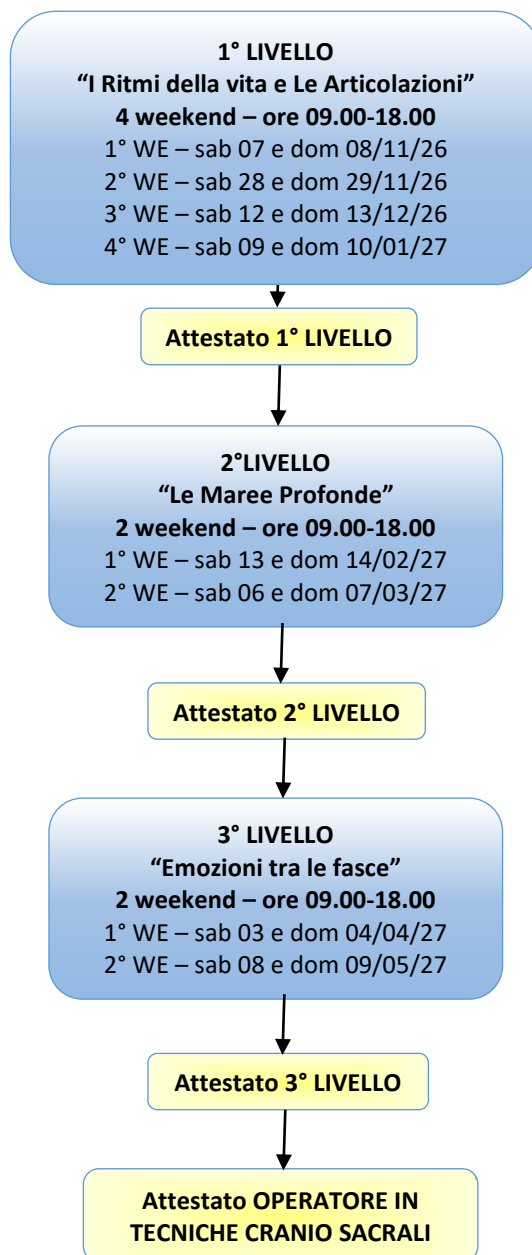 1° LIVELLO
“I Ritmi della vita e Le Articolazioni”
4 weekend – ore 09.00-18.00
1° WE – sab 07 e dom 08/11/26
2° WE – sab 28 e dom 29/11/26
3° WE – sab 12 e dom 13/12/26
4° WE – sab 09 e dom 10/01/27
Attestato 1° LIVELLO
2°LIVELLO
“Le Maree Profonde”
2 weekend – ore 09.00-18.00
1° WE – sab 13 e dom 14/02/27
2° WE – sab 06 e dom 07/03/27
Attestato 2° LIVELLO
3° LIVELLO
“Emozioni tra le fasce”
2 weekend – ore 09.00-18.00
1° WE – sab 03 e dom 04/04/27
2° WE – sab 08 e dom 09/05/27
Attestato 3° LIVELLO
Attestato OPERATORE IN
TECNICHE CRANIO SACRALI